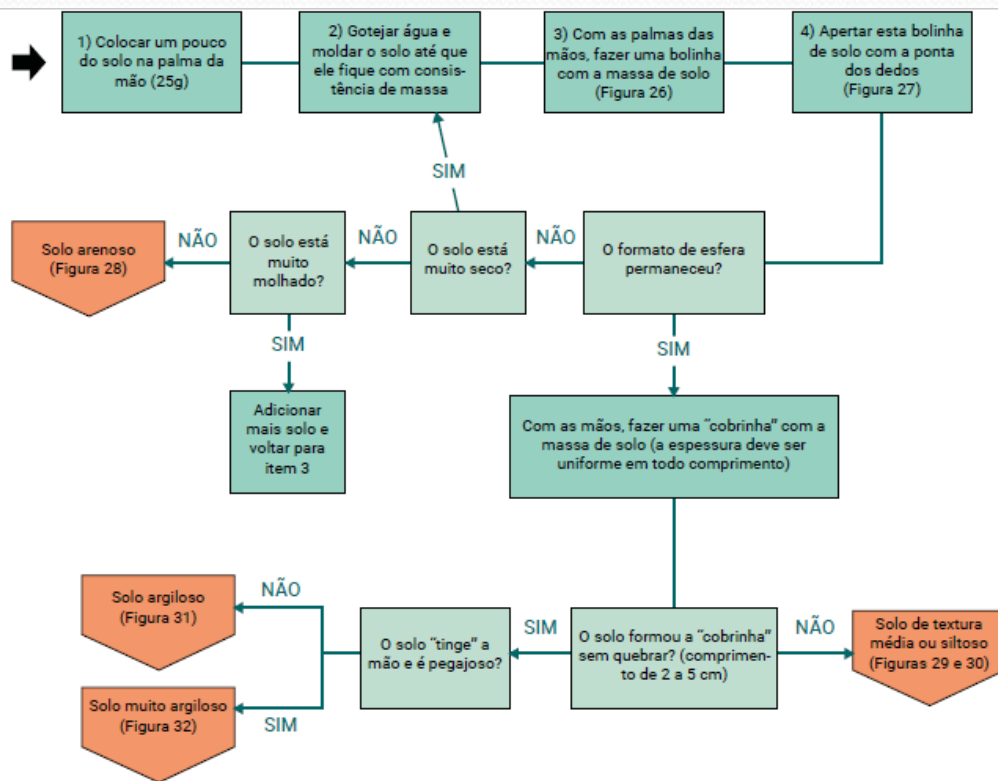 1) Colocar um pouco
do solo na palma da
mão (25g)
2) Gotejar água e
moldar o solo até que
ele fique com consis-
tência de massa
3) Com as palmas das
mãos, fazer uma bolinha
com a massa de solo
(Figura 26)
4) Apertar esta bolinha
de solo com a ponta
dos dedos
(Figura 27)
SIM
Solo arenoso
(Figura 28)
NÃO
O solo está
muito
molhado?
NÃO
O solo está
muito seco?
NÃO
O formato de esfera
permaneceu?
SIM
SIM
Adicionar
mais solo e
voltar para
item 3
Com as mãos, fazer uma “cobrinha” com a
massa de solo (a espessura deve ser
uniforme em todo comprimento)
Solo argiloso
(Figura 31)
NÃO
O solo “tinge” a
mão e é pegajoso?
SIM
O solo formou a “cobrinha”
sem quebrar? (comprimen-
to de 2 a 5 cm)
NÃO
Solo de textura
média ou siltoso
(Figuras 29 e 30)
Solo muito argiloso
(Figura 32)
SIM